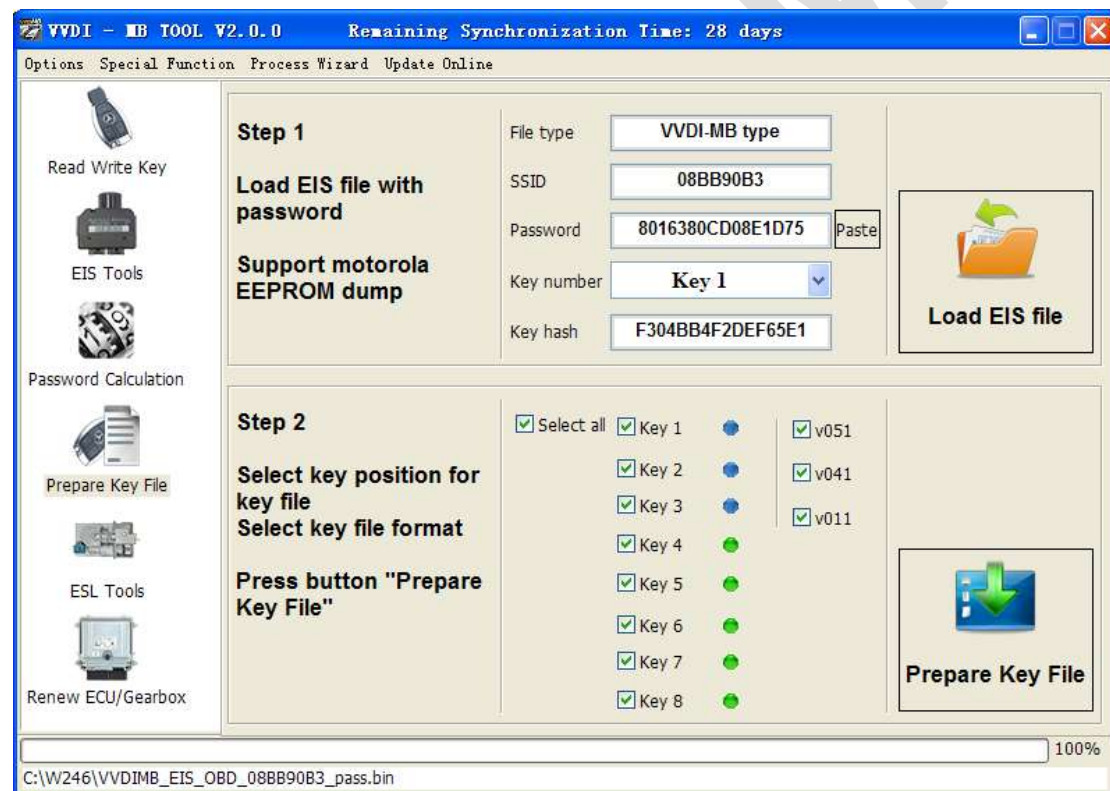 VVDI - MB TOOL V2.0.0 Remaining Synchronization Time: 28 days
Options Special Function Process Wizard Update Online
Read Write Key
EIS Tools
Password Calculation
Prepare Key File
ESL Tools
Renew ECU/Gearbox
Step 1
Load EIS file with
password
Support motorola
EEPROM dump
File type VVDI-MB type
SSID 08BB90B3
Password 8016380CD08E1D75 Paste
Key number Key 1
Key hash F304BB4F2DEF65E1
Load EIS file
Step 2
Select key position for
key file
Select key file format
Press button "Prepare
Key File"
Select all Key 1 v051
Key 2 v041
Key 3 v011
Key 4
Key 5
Key 6
Key 7
Key 8
Prepare Key File
100%
C:\W246\VVDIMB_EIS_OBD_08BB90B3_pass.bin